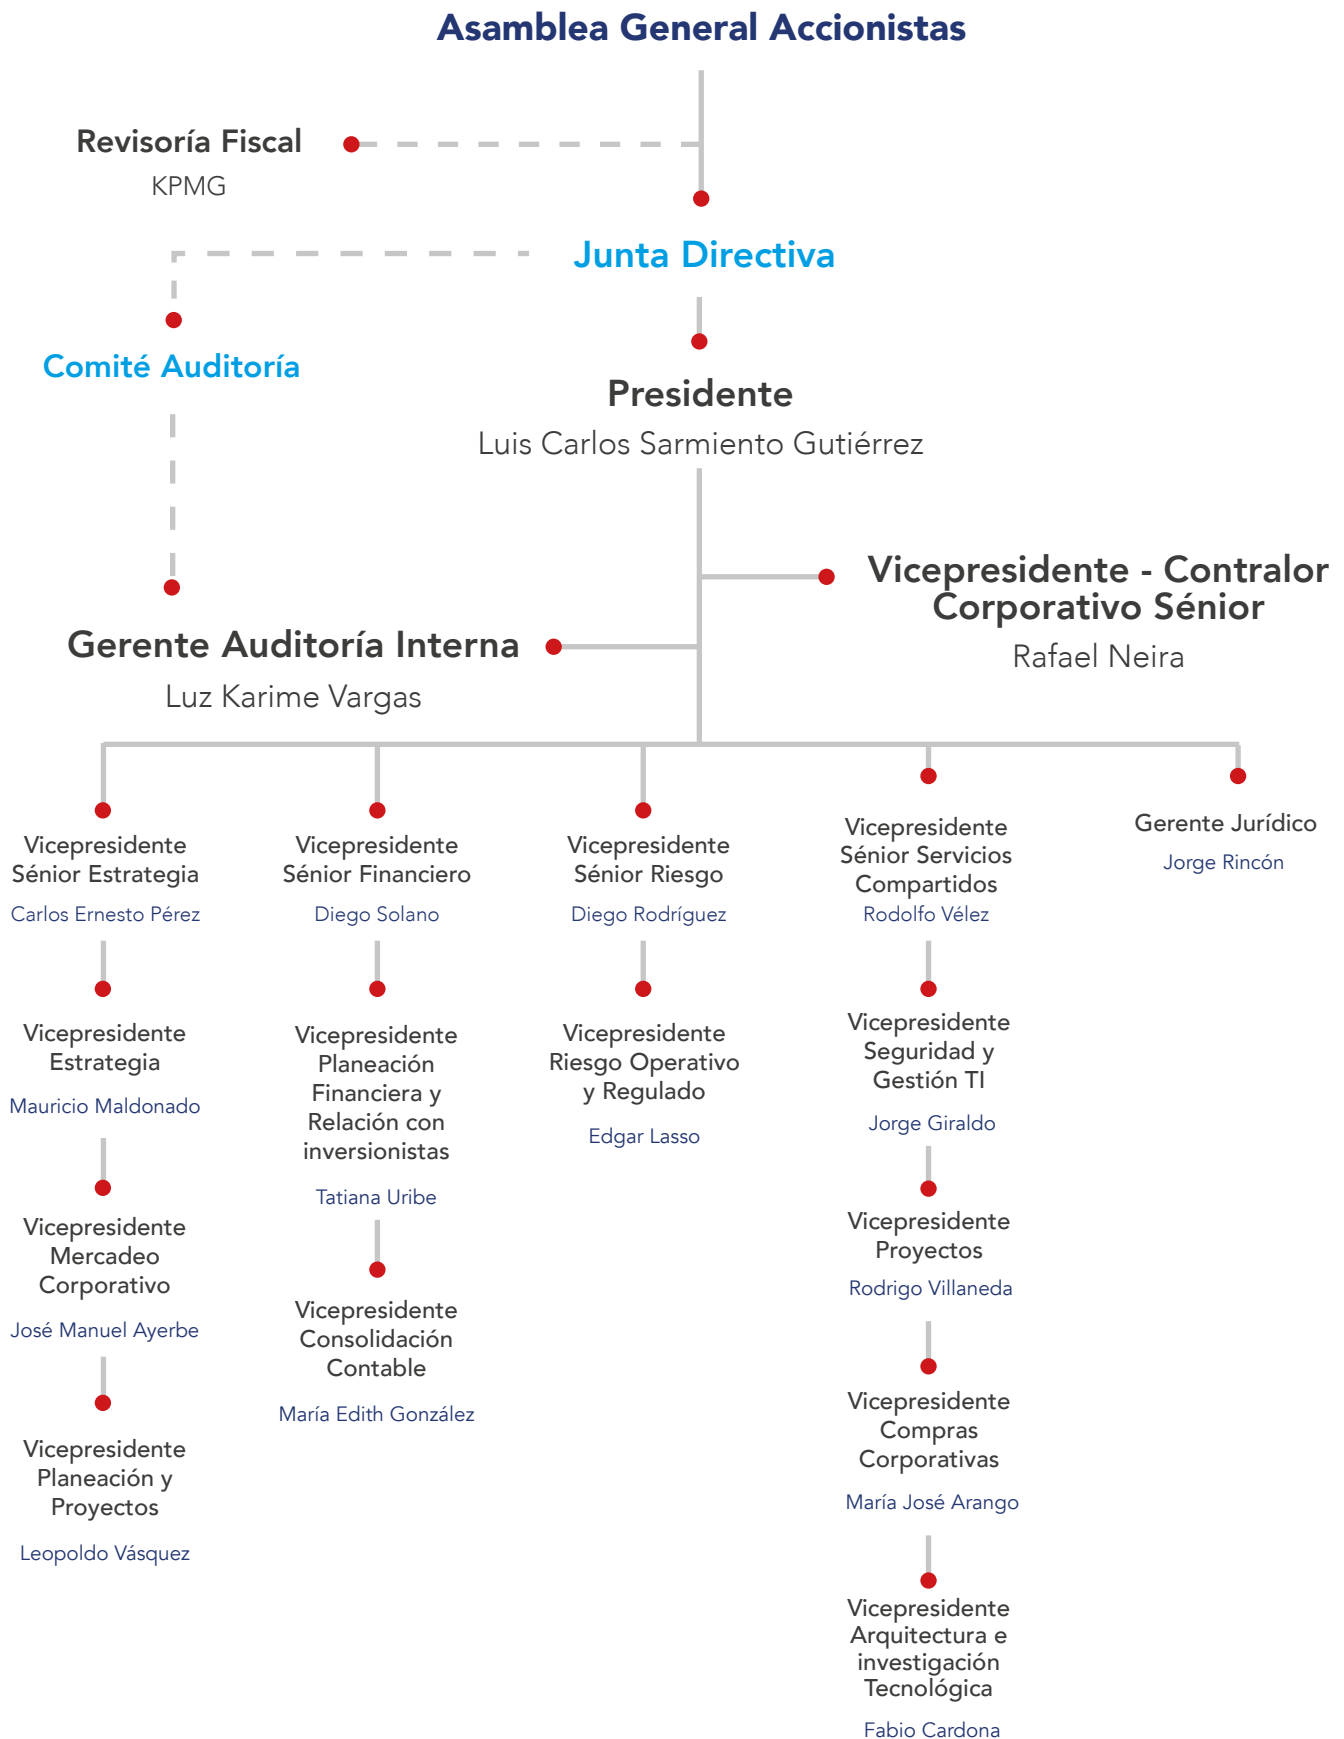 Asamblea General Accionistas
Revisoría Fiscal
KPMG
Junta Directiva
Comité Auditoría
Presidente
Luis Carlos Sarmiento Gutiérrez
Vicepresidente - Contralor
Corporativo Sénior
Rafael Neira
Gerente Auditoría Interna
Luz Karime Vargas
Vicepresidente
Sénior Estrategia
Carlos Ernesto Pérez
Vicepresidente
Estrategia
Mauricio Maldonado
Vicepresidente
Mercadeo
Corporativo
José Manuel Ayerbe
Vicepresidente
Planeación y
Proyectos
Leopoldo Vásquez
Vicepresidente
Sénior Financiero
Diego Solano
Vicepresidente
Planeación
Financiera y
Relación con
inversionistas
Tatiana Uribe
Vicepresidente
Consolidación
Contable
María Edith González
Vicepresidente
Sénior Riesgo
Diego Rodríguez
Vicepresidente
Riesgo Operativo
y Regulado
Edgar Lasso
Vicepresidente
Sénior Servicios
Compartidos
Rodolfo Vélez
Vicepresidente
Seguridad y
Gestión TI
Jorge Giraldo
Vicepresidente
Proyectos
Rodrigo Villaneda
Vicepresidente
Compras
Corporativas
María José Arango
Vicepresidente
Arquitectura e
investigación
Tecnológica
Fabio Cardona
Gerente Jurídico
Jorge Rincón